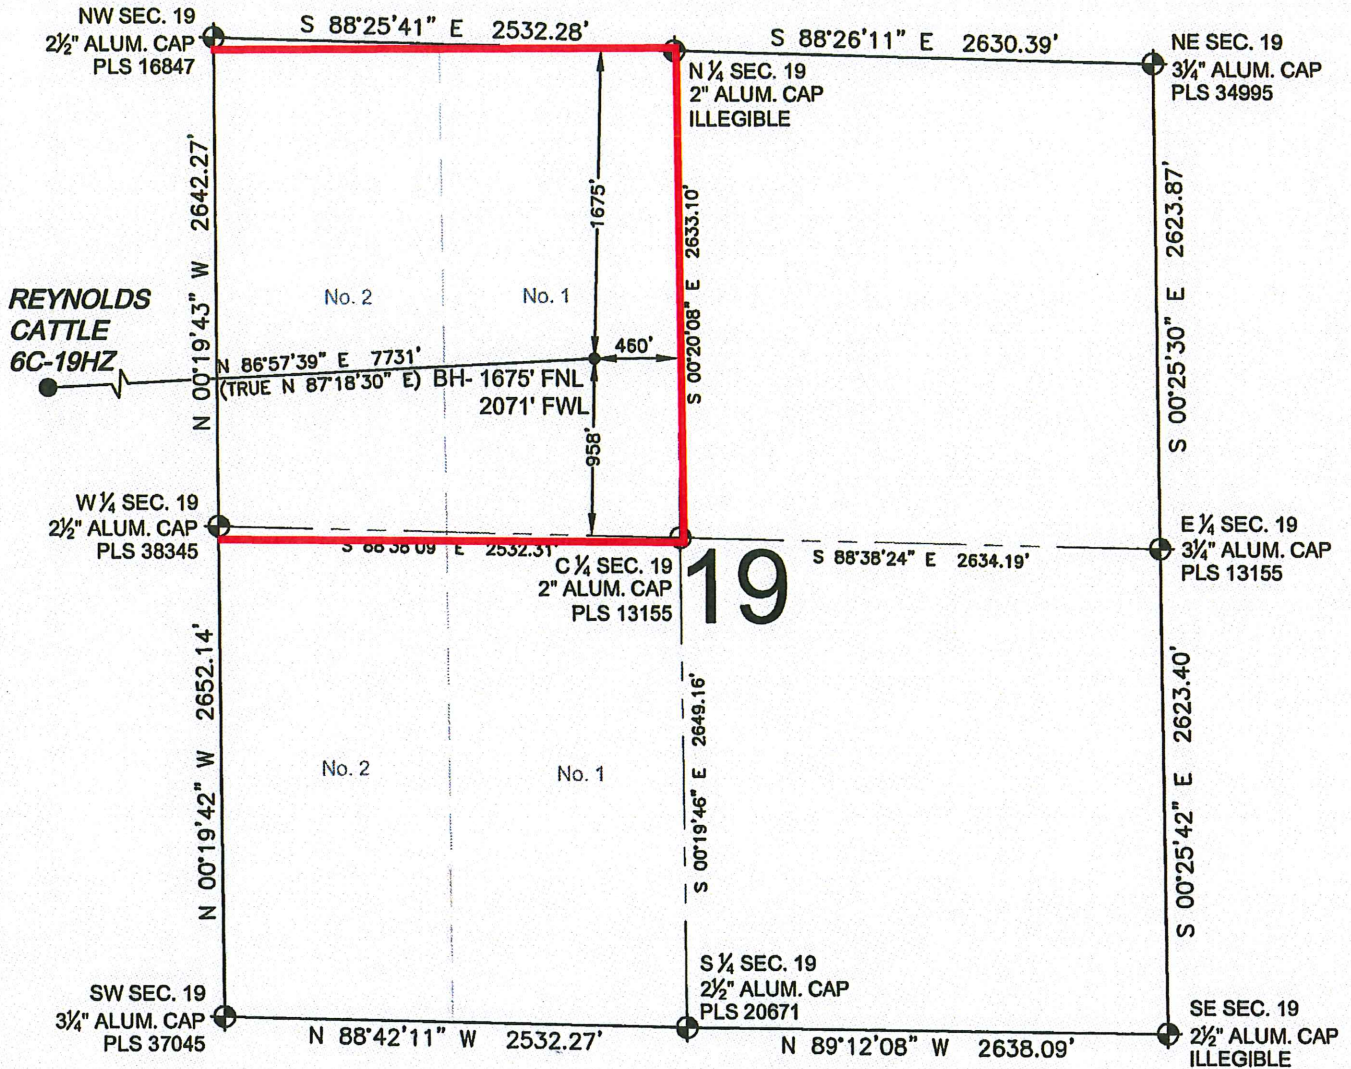 NW SEC. 19
2½" ALUM. CAP
PLS 16847
S 88°25'41" E 2532.28'
S 88°26'11" E 2630.39'
N ¼ SEC. 19
2" ALUM. CAP
ILLEGIBLE
NE SEC. 19
3¼" ALUM. CAP
PLS 34995
N 00°19'43" W 2642.27'
1675'
S 00°20'08" E 2633.10'
S 00°25'30" E 2623.87'
No. 2
No. 1
REYNOLDS
CATTLE
6C-19HZ
N 86°57'39" E 7731'
(TRUE N 87°18'30" E)
BH- 1675' FNL
2071' FWL
460'
958'
W ¼ SEC. 19
2½" ALUM. CAP
PLS 38345
S 88°38'09" E 2532.31'
C ¼ SEC. 19
2" ALUM. CAP
PLS 13155
19
S 88°38'24" E 2634.19'
E ¼ SEC. 19
3¼" ALUM. CAP
PLS 13155
N 00°19'42" W 2652.14'
S 00°19'46" E 2649.16'
S 00°25'42" E 2623.40'
No. 2
No. 1
SW SEC. 19
3¼" ALUM. CAP
PLS 37045
N 88°42'11" W 2532.27'
S ¼ SEC. 19
2½" ALUM. CAP
PLS 20671
N 89°12'08" W 2638.09'
SE SEC. 19
2½" ALUM. CAP
ILLEGIBLE